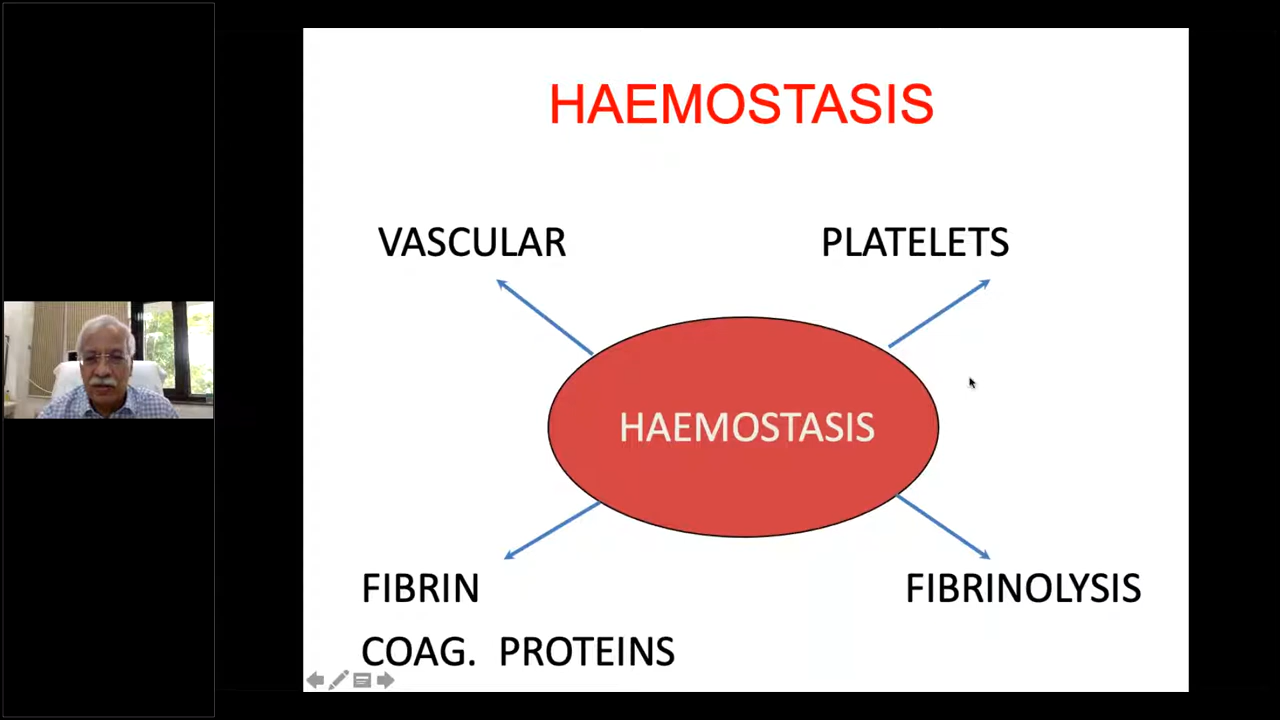 HAEMOSTASIS
VASCULAR
PLATELETS
HAEMOSTASIS
FIBRIN
COAG. PROTEINS
FIBRINOLYSIS